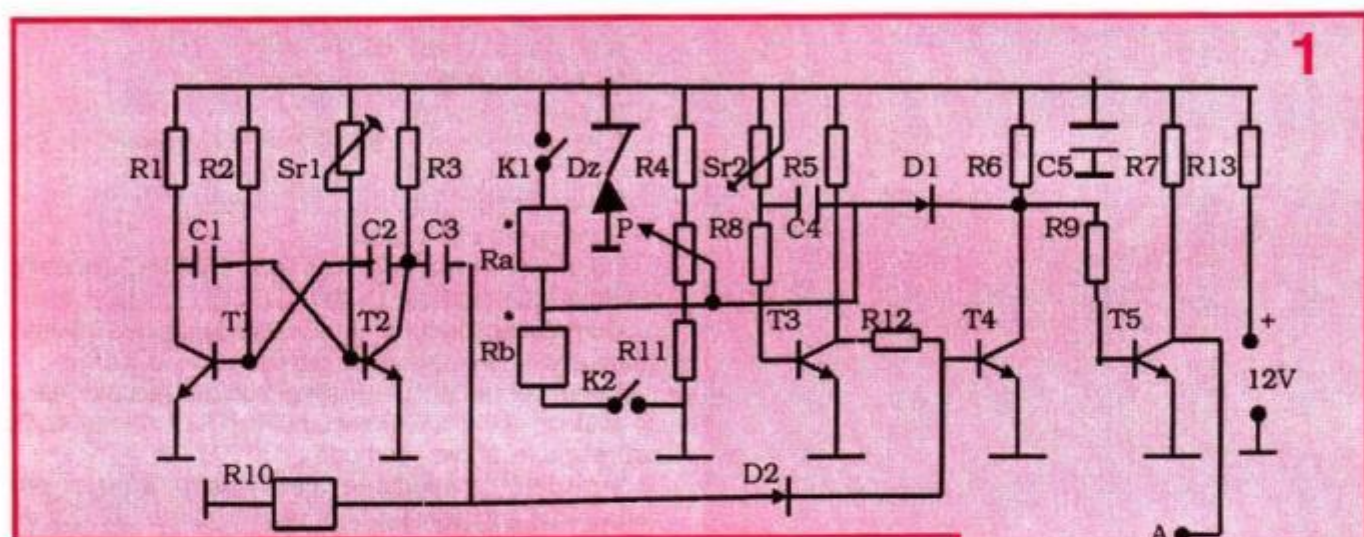 1
R1 R2 Sr1 R3 K1 Dz R4 Sr2 R5 D1 R6 C5 R7 R13
C1 C2 C3 Ra P R8 C4 R9
T1 T2 Rb R11 T3 R12 T4 T5 +
K2 12V
R10 D2
A